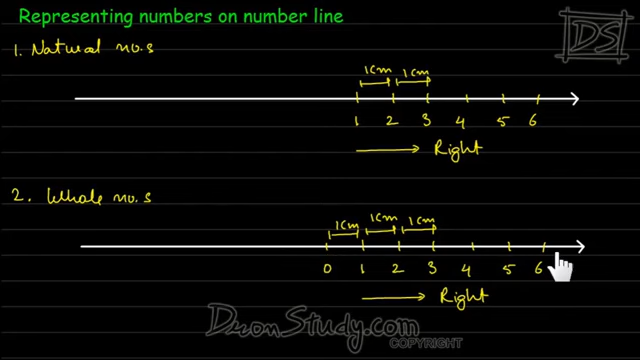 Representing numbers on number line
DS
1. Natural no.s
1cm 1cm
1 2 3 4 5 6
Right
2. Whole no.s
1cm 1cm 1cm
0 1 2 3 4 5 6
Right
DronStudy.com
COPYRIGHT